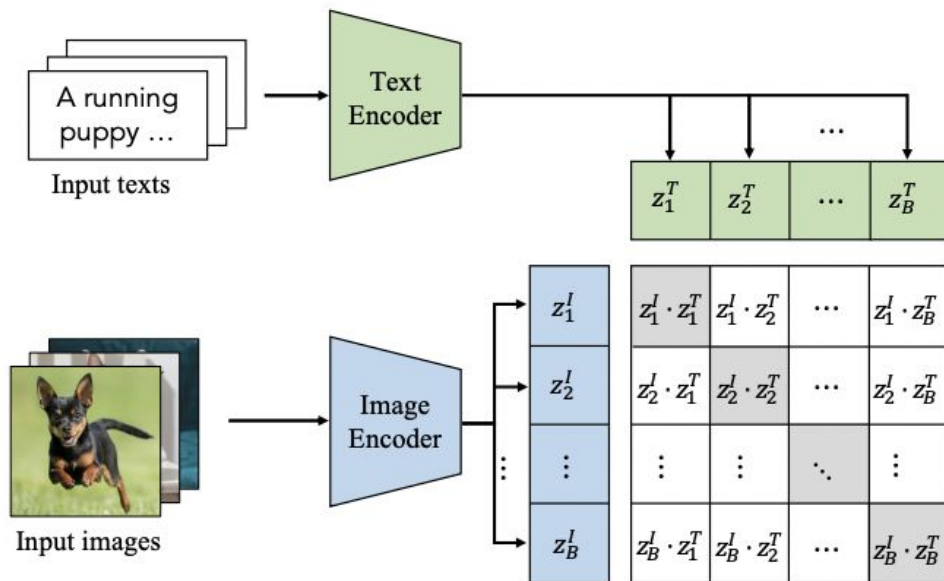 A running
puppy ...
Input texts
Text
Encoder
...
z_1^T z_2^T ... z_B^T
Input images
Image
Encoder
⋮
z_1^I
z_2^I
⋮
z_B^I
z_1^I · z_1^T z_1^I · z_2^T ... z_1^I · z_B^T
z_2^I · z_1^T z_2^I · z_2^T ... z_2^I · z_B^T
⋮ ⋮ ⋱ ⋮
z_B^I · z_1^T z_B^I · z_2^T ... z_B^I · z_B^T